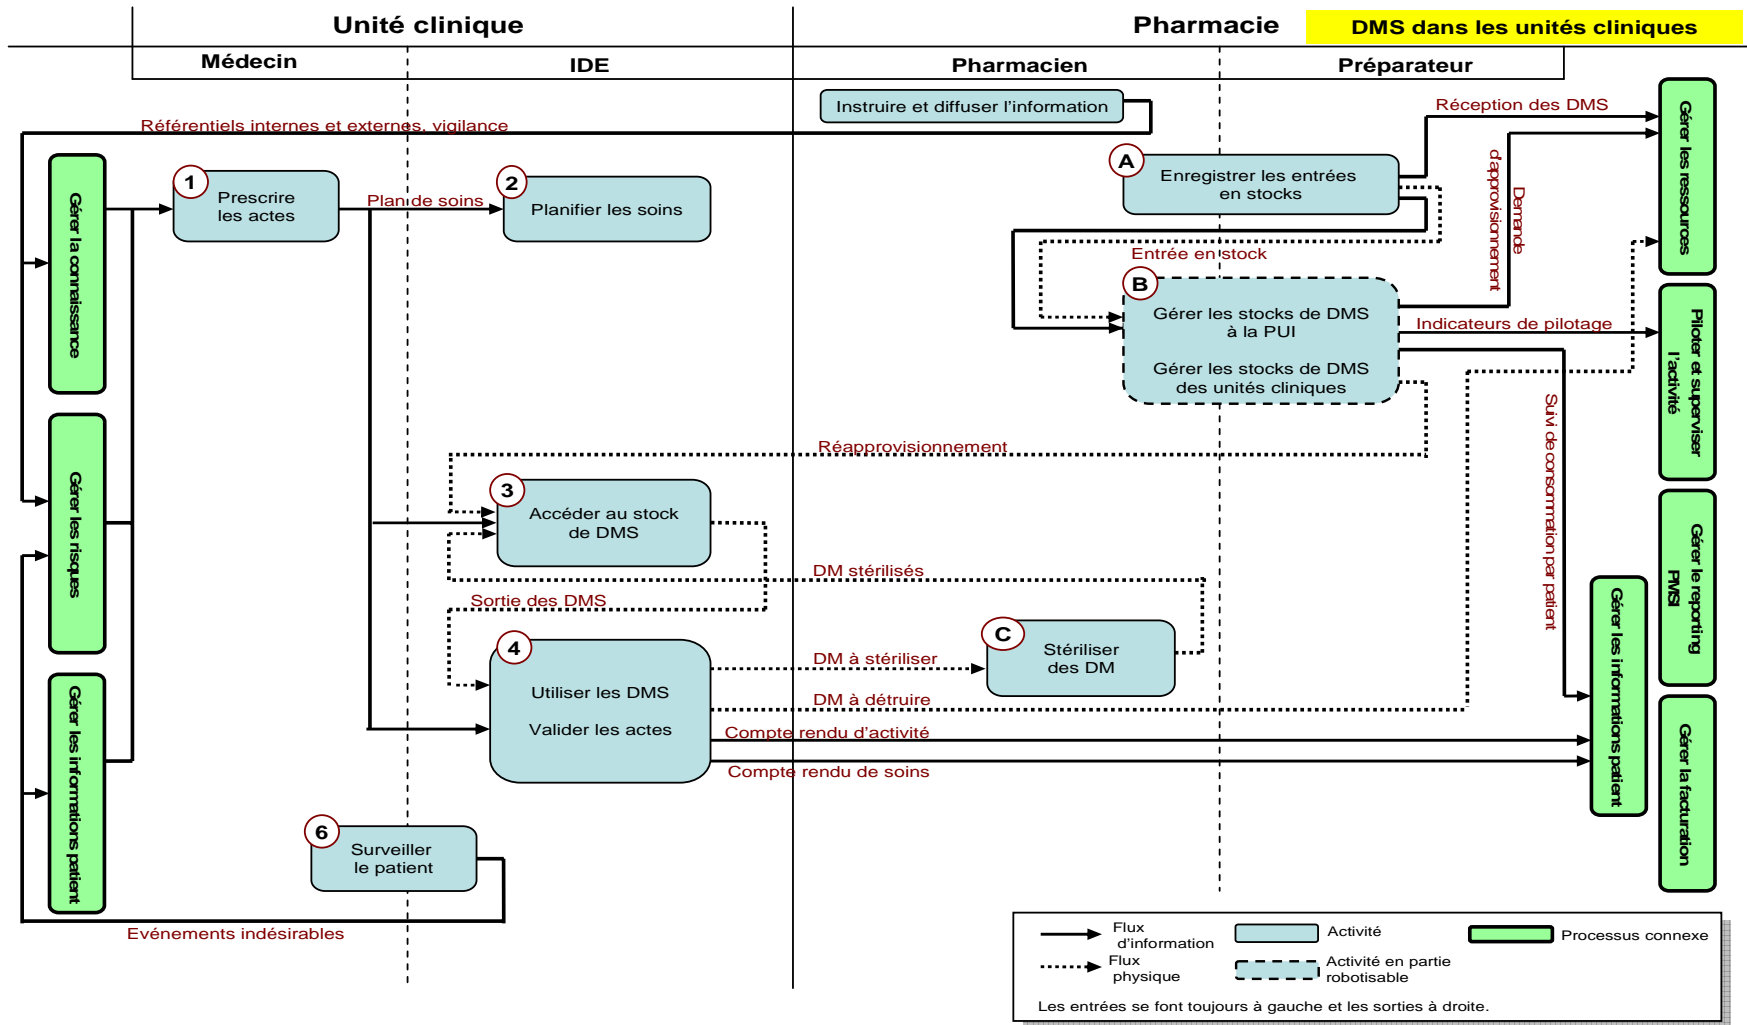 Unité clinique
Pharmacie
DMS dans les unités cliniques
Médecin
IDE
Pharmacien
Préparateur
Instruire et diffuser l'information
Réception des DMS
Référentiels internes et externes, vigilance
A
Enregistrer les entrées
en stocks
Demande
d'approvisionnement
Gérer les ressources
Gérer la connaissance
1
Prescrire
les actes
Plan de soins
2
Planifier les soins
Entrée en stock
B
Gérer les stocks de DMS
à la PUI
Gérer les stocks de DMS
des unités cliniques
Indicateurs de pilotage
Piloter et superviser
l'activité
Suivi de consommation par patient
Réapprovisionnement
Gérer les risques
3
Accéder au stock
de DMS
DM stérilisés
Sortie des DMS
Gérer le reporting
PMSI
Gérer les informations patient
4
Utiliser les DMS
Valider les actes
DM à stériliser
C
Stériliser
des DM
DM à détruire
Compte rendu d'activité
Compte rendu de soins
Gérer les informations patient
Gérer la facturation
6
Surveiller
le patient
Evénements indésirables
Flux
d'information
Activité
Processus connexe
Flux
physique
Activité en partie
robotisable
Les entrées se font toujours à gauche et les sorties à droite.